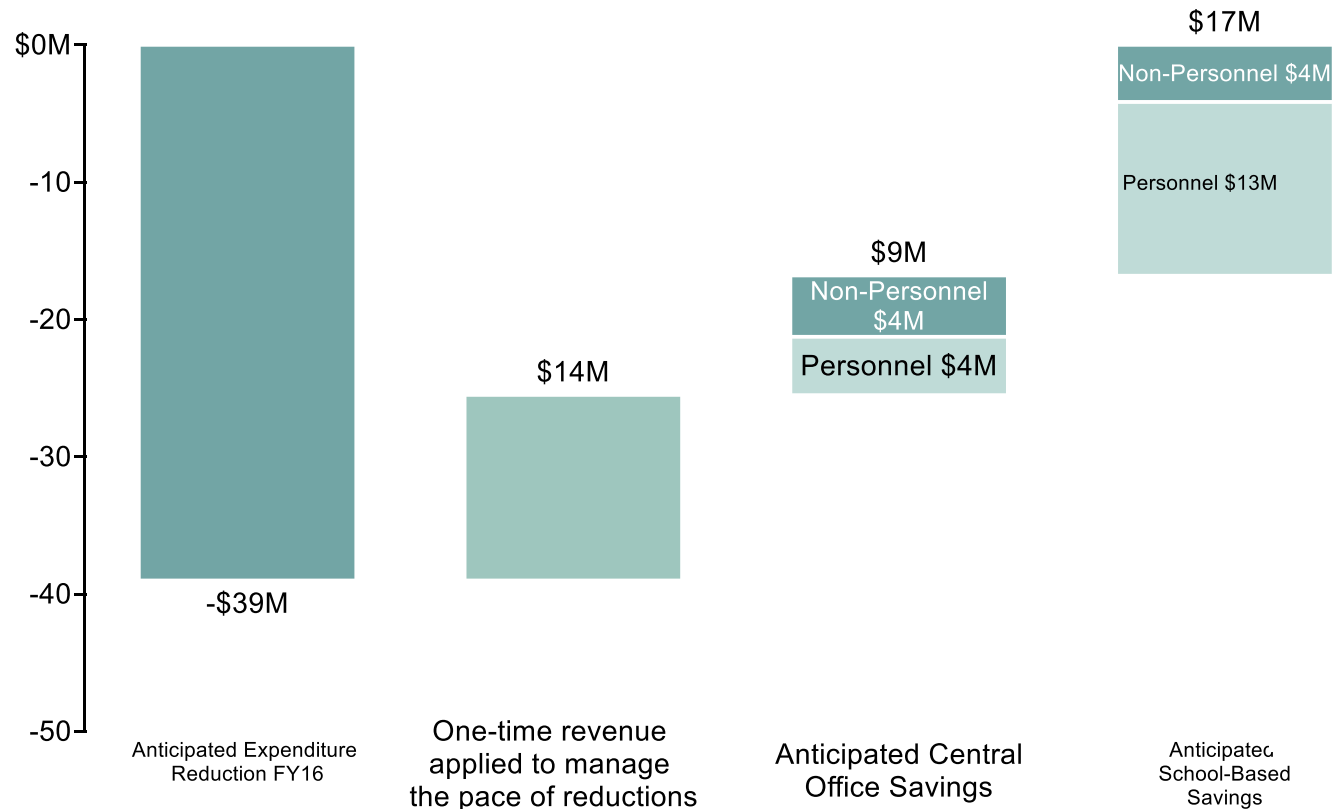 $0M
-10
-20
-30
-40
-50
-$39M
$14M
$9M
Non-Personnel
$4M
Personnel $4M
$17M
Non-Personnel $4M
Personnel $13M
Anticipated Expenditure
Reduction FY16
One-time revenue
applied to manage
the pace of reductions
Anticipated Central
Office Savings
Anticipated
School-Based
Savings